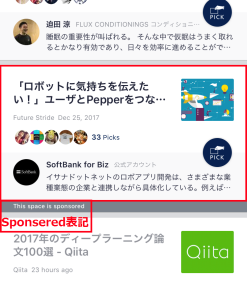 迫田 涼 FLUX CONDITIONINGS コンディショニ…
睡眠の重要性が叫ばれる。 そんな中で仮眠はうまく取れ
るとかなり有効であり、日々を効率に進めることがで…
PICK
「ロボットに気持ちを伝えた
い！」ユーザとPepperをつな…
Future Stride Dec 25, 2017
33 Picks
PICK
SoftBank
SoftBank for Biz 公式アカウント
イサナドットネットのロボアプリ開発は、さまざまな業
種業態の企業と連携しながら具体化している。例えば…
This space is sponsored
Sponsered表記
2017年のディープラーニング論
文100選 - Qiita
Qiita
Qiita 23 hours ago